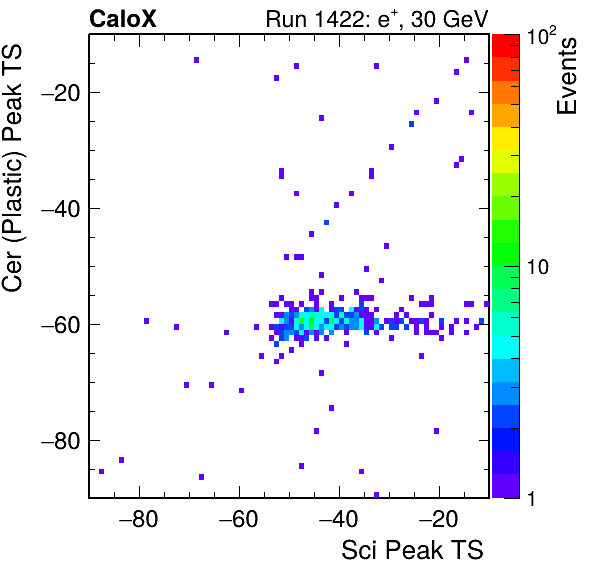 CaloX Run 1422: e⁺, 30 GeV
Cer (Plastic) Peak TS
−20
−40
−60
−80
−80 −60 −40 −20
Sci Peak TS
10²
10
1
Events